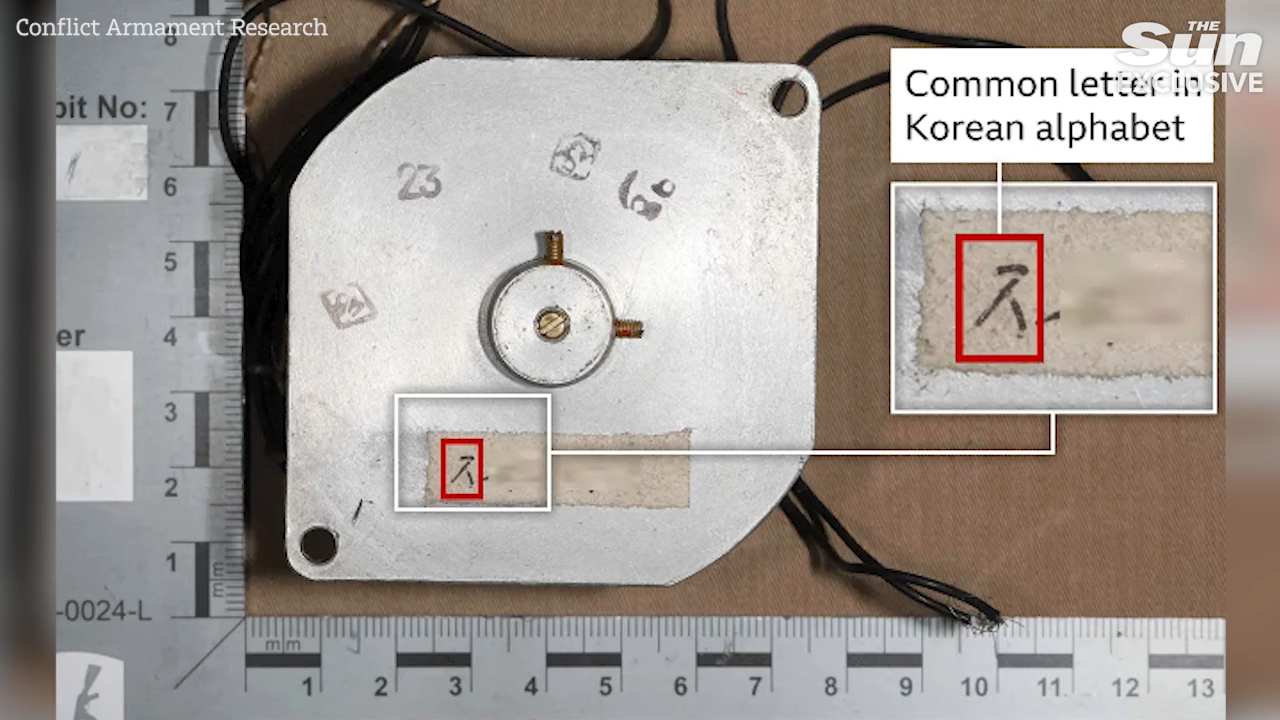 Conflict Armament Research
THE
Sun
EXCLUSIVE
Common letter in
Korean alphabet
ㅈ
bit No:
er
-0024-L
23
ㅈ
8
7
6
5
4
3
2
1
mm
mm
1 2 3 4 5 6 7 8 9 10 11 12 13